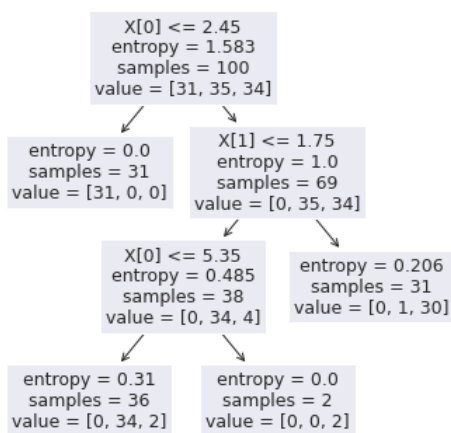 X[0] <= 2.45
entropy = 1.583
samples = 100
value = [31, 35, 34]
entropy = 0.0
samples = 31
value = [31, 0, 0]
X[1] <= 1.75
entropy = 1.0
samples = 69
value = [0, 35, 34]
X[0] <= 5.35
entropy = 0.485
samples = 38
value = [0, 34, 4]
entropy = 0.206
samples = 31
value = [0, 1, 30]
entropy = 0.31
samples = 36
value = [0, 34, 2]
entropy = 0.0
samples = 2
value = [0, 0, 2]